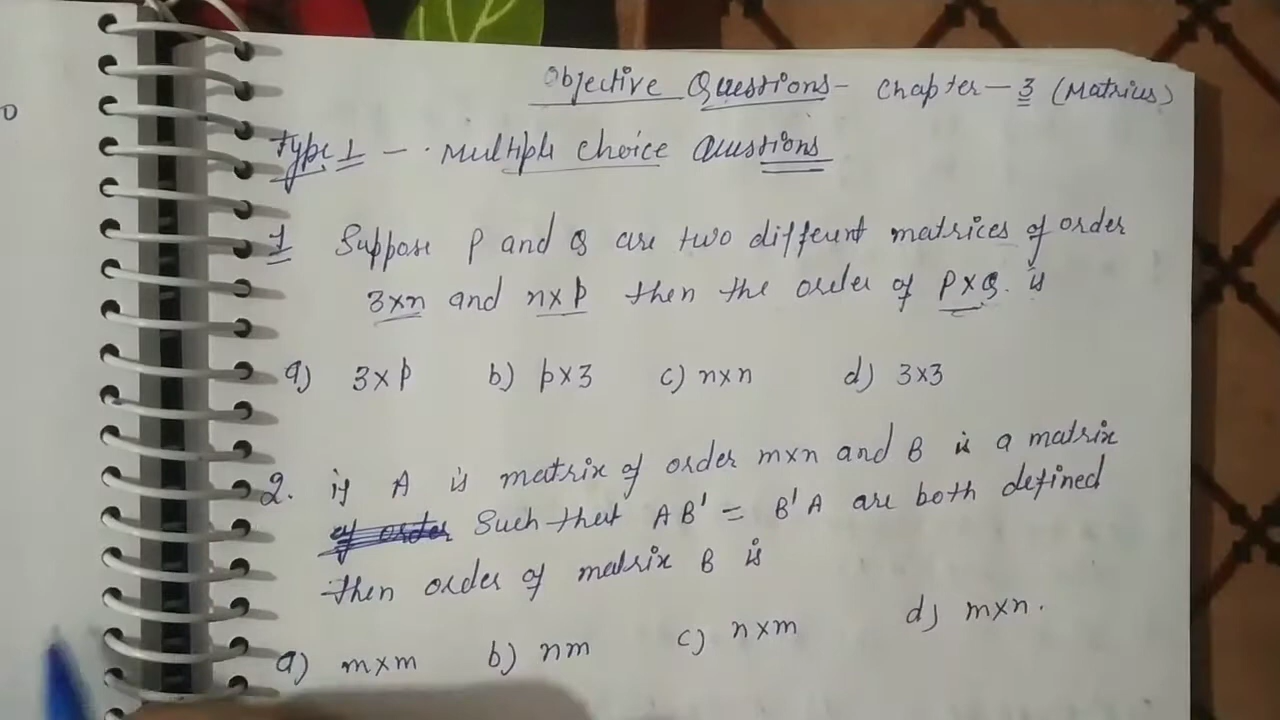 Objective Questions - Chapter - 3 (Matrices)
Type 1 - . Multiple choice Questions
1 Suppose P and Q are two different matrices of order
3×n and n×p then the order of P×Q. is
a) 3×p b) p×3 c) n×n d) 3×3
2. if A is matrix of order m×n and B is a matrix
of order Such that AB' = B'A are both defined
then order of matrix B is
a) m×m b) nm c) n×m d) m×n.